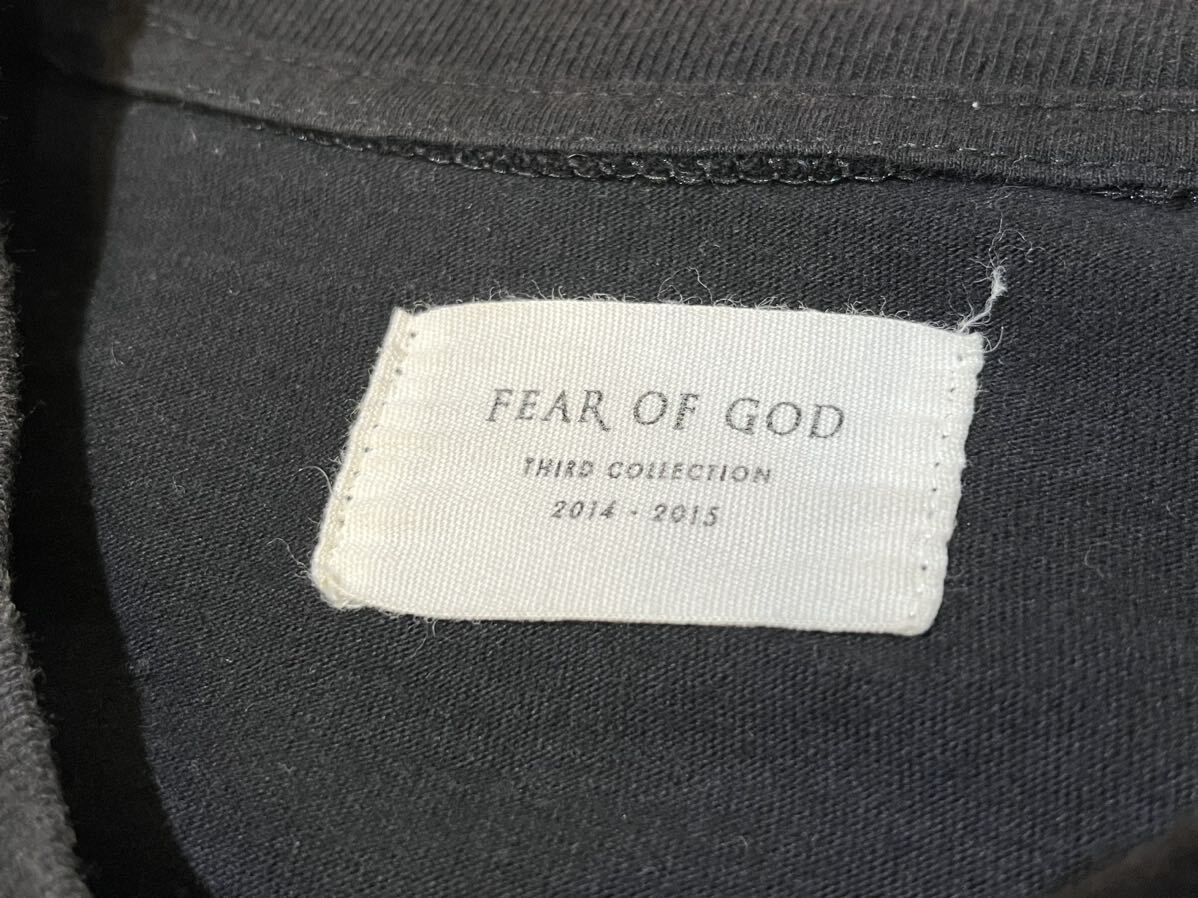 FEAR OF GOD
THIRD COLLECTION
2014 - 2015